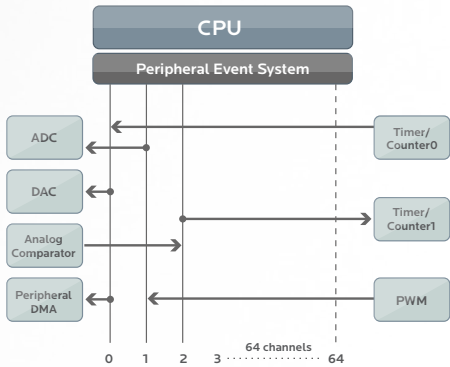 CPU
Peripheral Event System
ADC
Timer/
Counter0
DAC
Timer/
Counter1
Analog
Comparator
Peripheral
DMA
PWM
64 channels
0 1 2 3 64